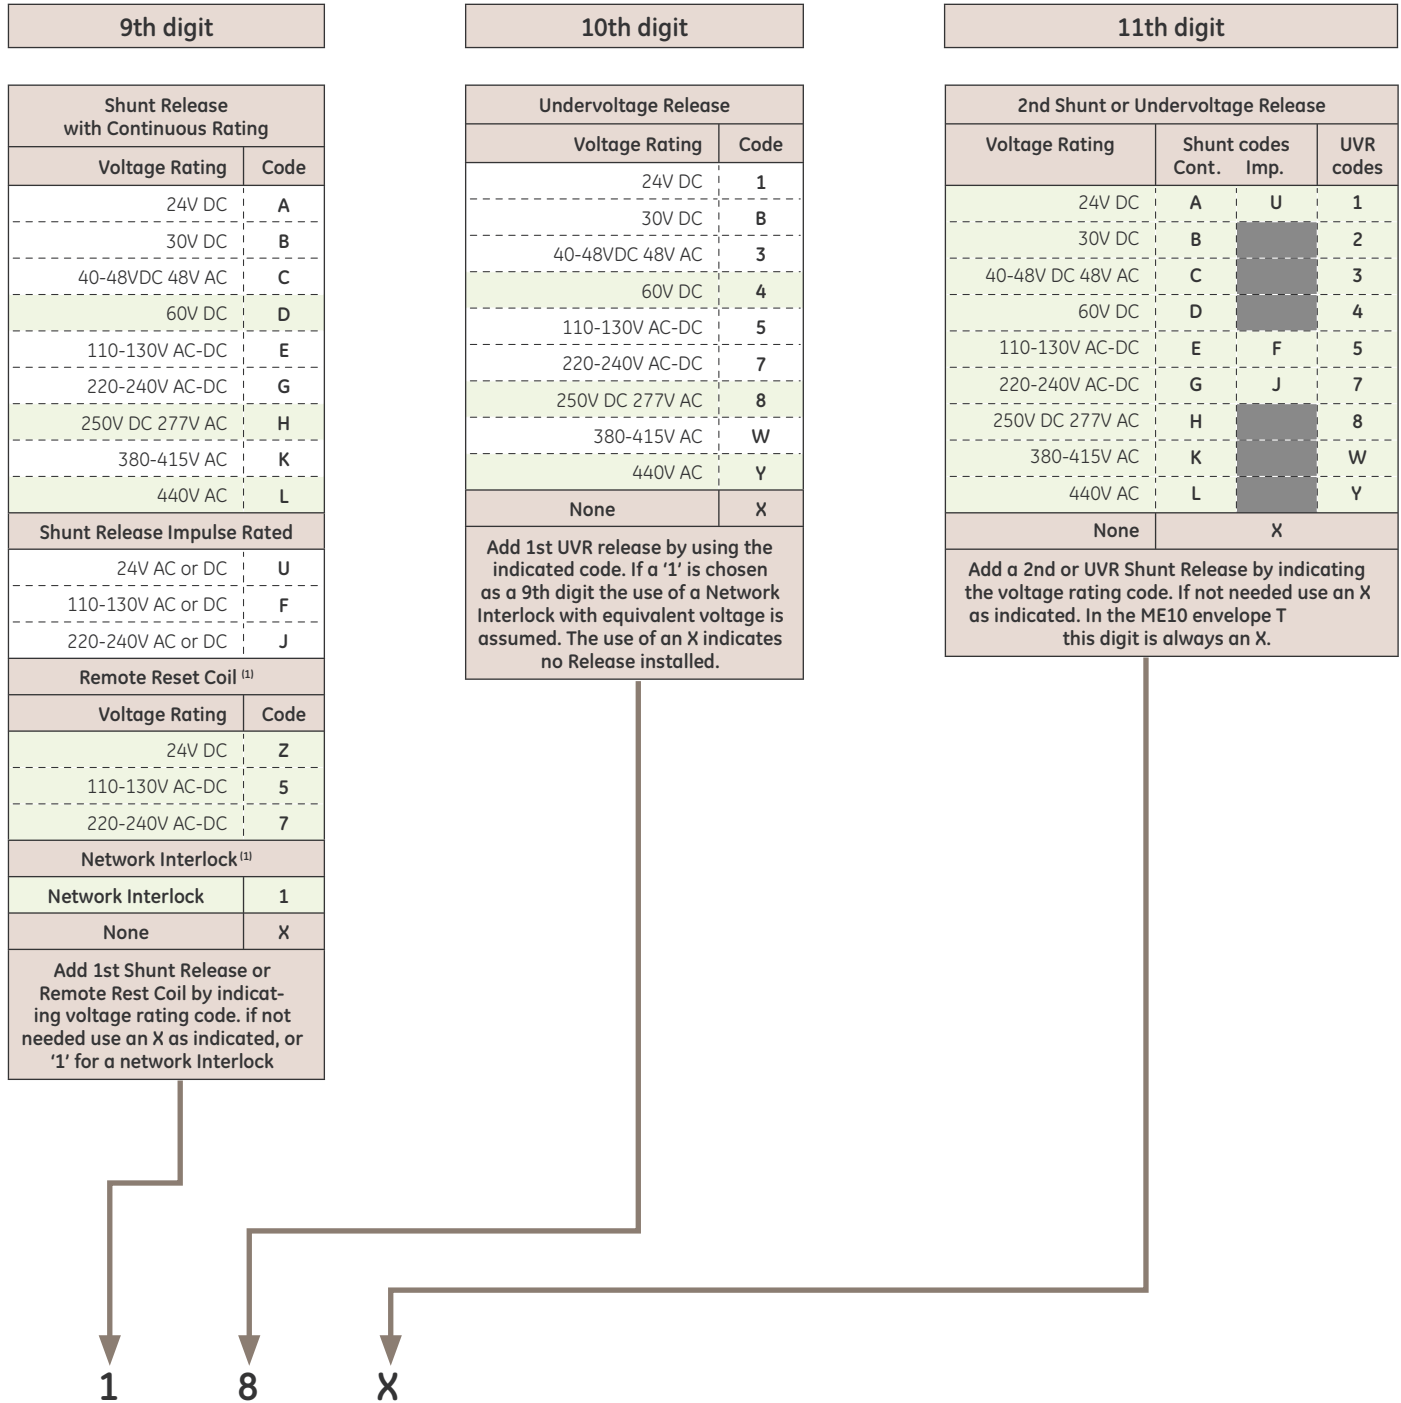 9th digit
Shunt Release
with Continuous Rating
Voltage Rating Code
24V DC A
30V DC B
40-48VDC 48V AC C
60V DC D
110-130V AC-DC E
220-240V AC-DC G
250V DC 277V AC H
380-415V AC K
440V AC L
Shunt Release Impulse Rated
24V AC or DC U
110-130V AC or DC F
220-240V AC or DC J
Remote Reset Coil (1)
Voltage Rating Code
24V DC Z
110-130V AC-DC 5
220-240V AC-DC 7
Network Interlock (1)
Network Interlock 1
None X
Add 1st Shunt Release or
Remote Rest Coil by indicat-
ing voltage rating code. if not
needed use an X as indicated, or
‘1’ for a network Interlock
10th digit
Undervoltage Release
Voltage Rating Code
24V DC 1
30V DC B
40-48VDC 48V AC 3
60V DC 4
110-130V AC-DC 5
220-240V AC-DC 7
250V DC 277V AC 8
380-415V AC W
440V AC Y
None X
Add 1st UVR release by using the
indicated code. If a ‘1’ is chosen
as a 9th digit the use of a Network
Interlock with equivalent voltage is
assumed. The use of an X indicates
no Release installed.
11th digit
2nd Shunt or Undervoltage Release
Voltage Rating Shunt codes UVR
Cont. Imp. codes
24V DC A U 1
30V DC B 2
40-48V DC 48V AC C 3
60V DC D 4
110-130V AC-DC E F 5
220-240V AC-DC G J 7
250V DC 277V AC H 8
380-415V AC K W
440V AC L Y
None X
Add a 2nd or UVR Shunt Release by indicating
the voltage rating code. If not needed use an X
as indicated. In the ME10 envelope T
this digit is always an X.
1 8 X